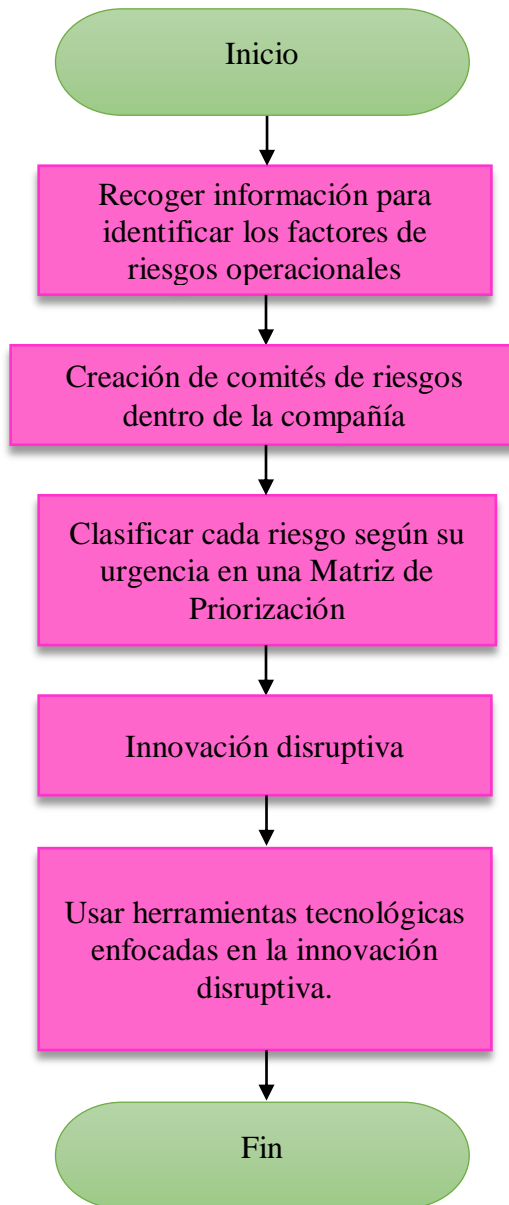 Inicio
Recoger información para
identificar los factores de
riesgos operacionales
Creación de comités de riesgos
dentro de la compañía
Clasificar cada riesgo según su
urgencia en una Matriz de
Priorización
Innovación disruptiva
Usar herramientas tecnológicas
enfocadas en la innovación
disruptiva.
Fin